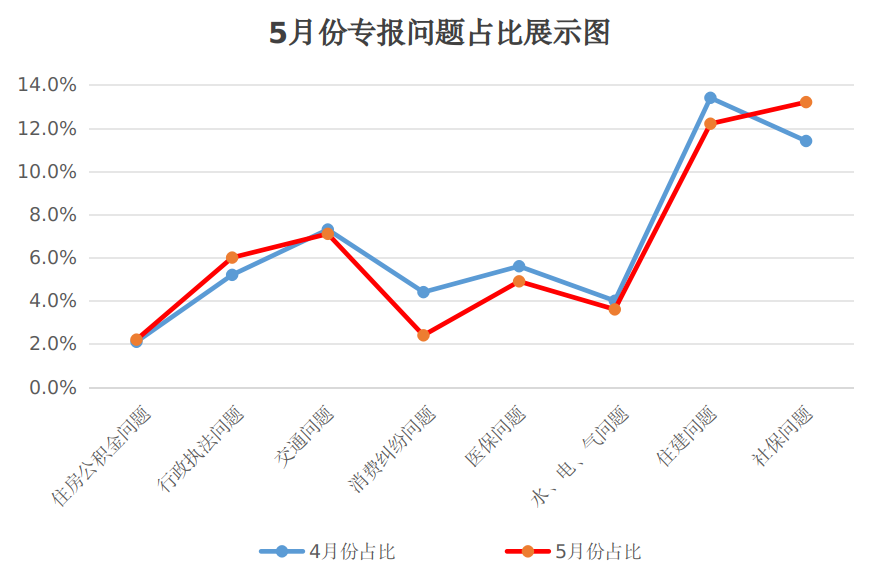 5月份专报问题占比展示图
14.0%
12.0%
10.0%
8.0%
6.0%
4.0%
2.0%
0.0%
住房公积金问题
行政执法问题
交通问题
消费纠纷问题
医保问题
水、电、气问题
住建问题
社保问题
4月份占比
5月份占比